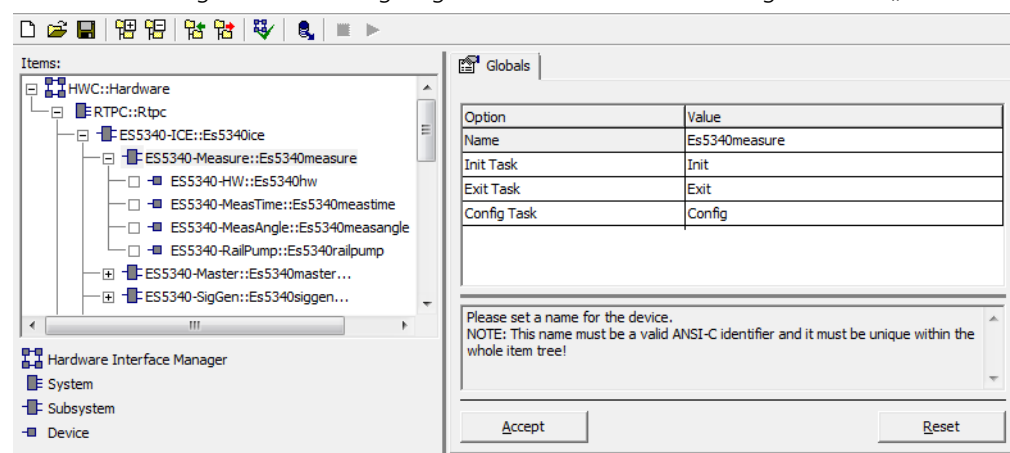 Items:
HWC::Hardware
RTPC::Rtpc
ES5340-ICE::Es5340ice
ES5340-Measure::Es5340measure
ES5340-HW::Es5340hw
ES5340-MeasTime::Es5340meastime
ES5340-MeasAngle::Es5340measangle
ES5340-RailPump::Es5340railpump
ES5340-Master::Es5340master...
ES5340-SigGen::Es5340siggen...
Hardware Interface Manager
System
Subsystem
Device
Globals
Option Value
Name Es5340measure
Init Task Init
Exit Task Exit
Config Task Config
Please set a name for the device.
NOTE: This name must be a valid ANSI-C identifier and it must be unique within the
whole item tree!
Accept Reset